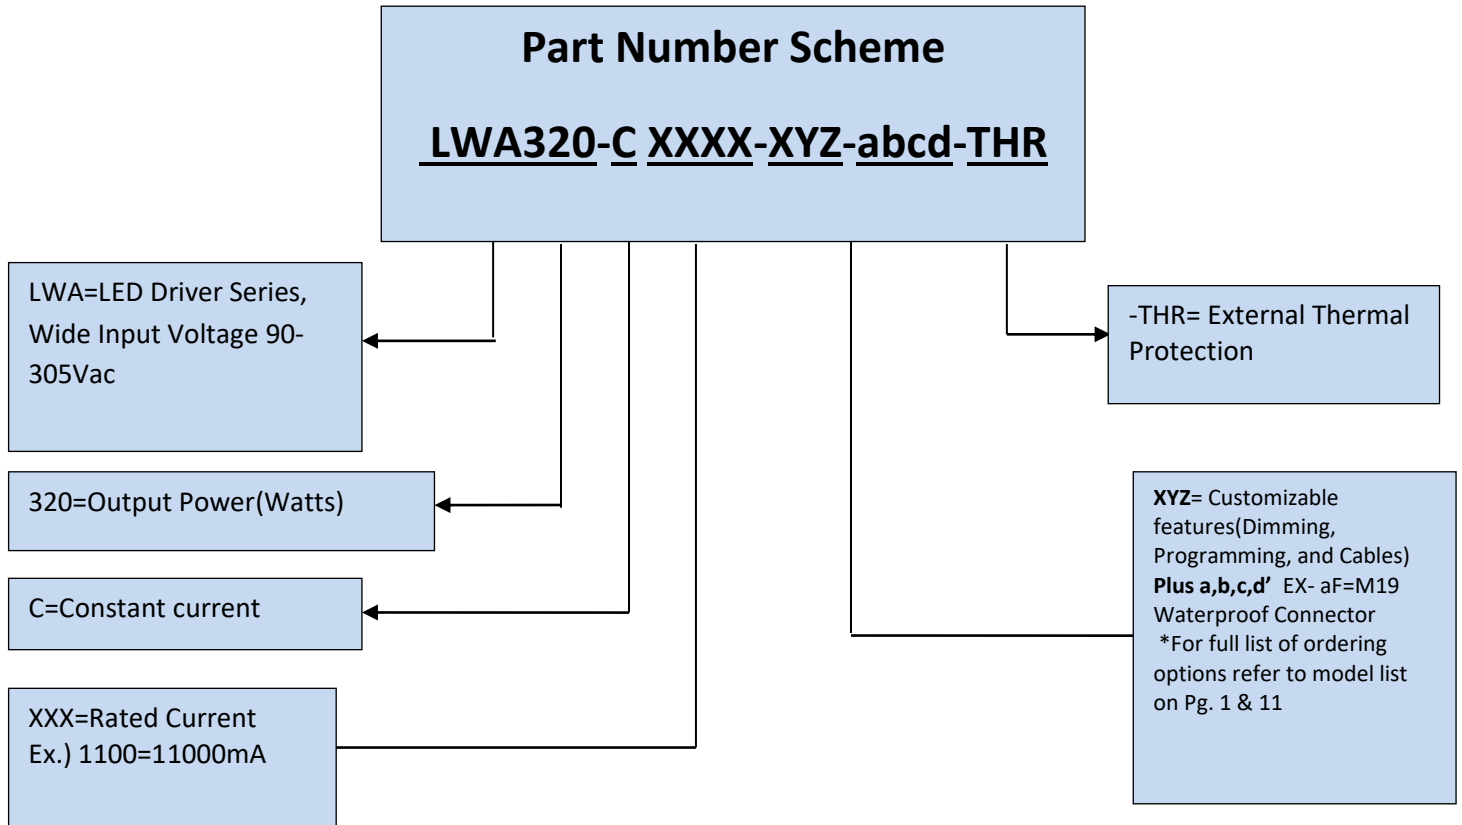 Part Number Scheme
LWA320-C XXXX-XYZ-abcd-THR
LWA=LED Driver Series,
Wide Input Voltage 90-
305Vac
-THR= External Thermal
Protection
320=Output Power(Watts)
XYZ= Customizable
features(Dimming,
Programming, and Cables)
Plus a,b,c,d’ EX- aF=M19
Waterproof Connector
*For full list of ordering
options refer to model list
on Pg. 1 & 11
C=Constant current
XXX=Rated Current
Ex.) 1100=11000mA